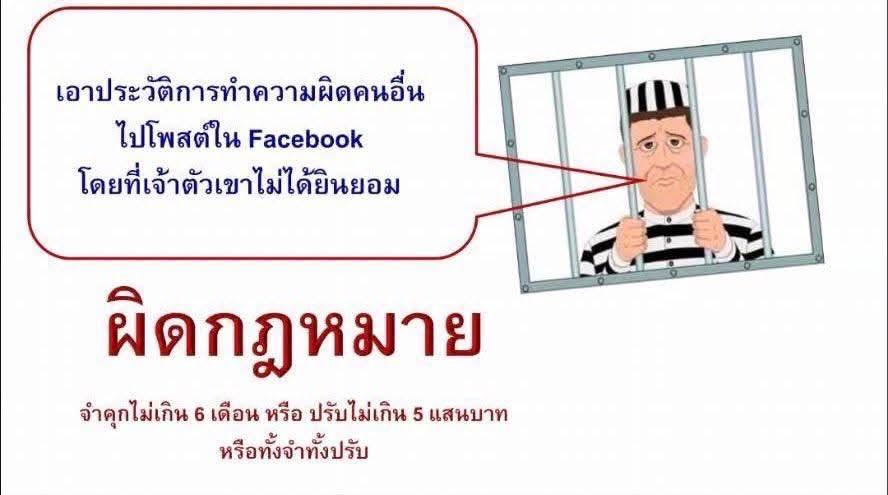 เอาประวัติการทำความผิดคนอื่น
ไปโพสต์ใน Facebook
โดยที่เจ้าตัวเขาไม่ได้ยินยอม
ผิดกฎหมาย
จำคุกไม่เกิน 6 เดือน หรือ ปรับไม่เกิน 5 แสนบาท
หรือทั้งจำทั้งปรับ